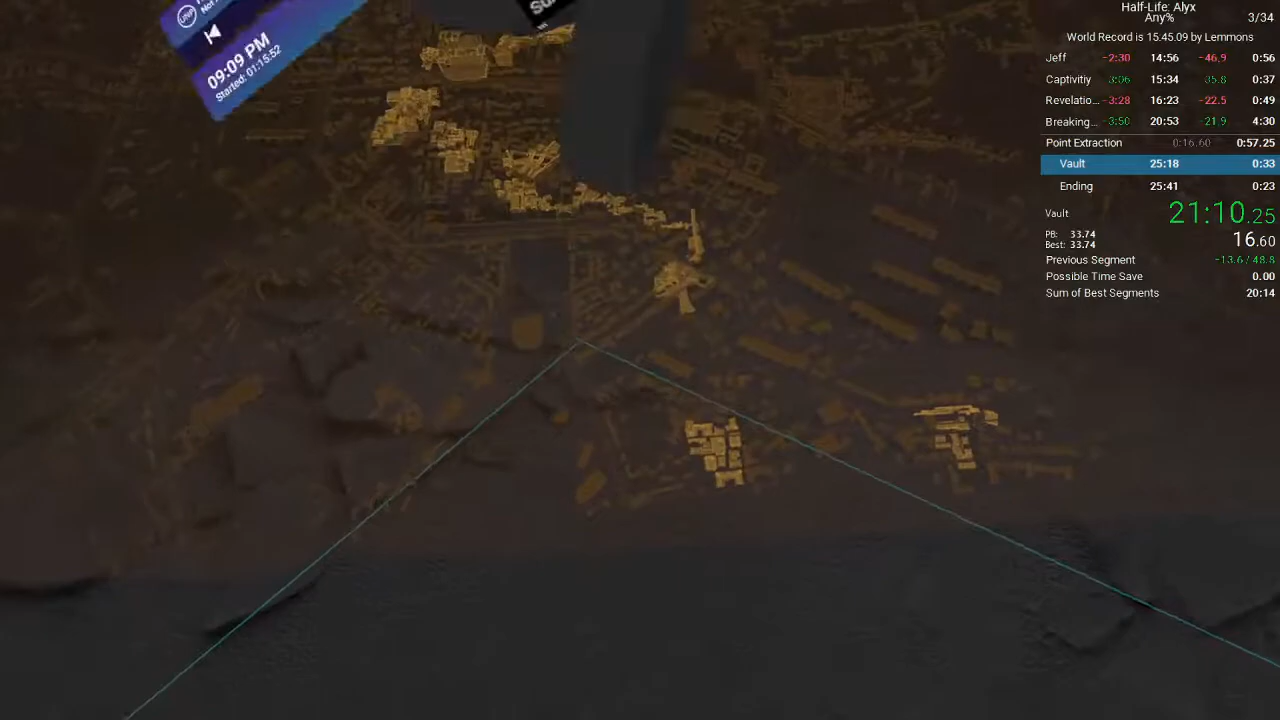 09:09 PM
Started: 01:15:52
Half-Life: Alyx
Any%
3/34
World Record is 15.45.09 by Lemmons
Jeff -2:30 14:56 -46.9 0:56
Captivitiy 3:06 15:34 35.8 0:37
Revelatio... -3:28 16:23 -22.5 0:49
Breaking... -3:50 20:53 -21.9 4:30
Point Extraction 0:16.60 0:57.25
Vault 25:18 0:33
Ending 25:41 0:23
Vault 21:10.25
PB: 33.74
Best: 33.74
16.60
Previous Segment -13.6 / 48.8
Possible Time Save 0.00
Sum of Best Segments 20:14